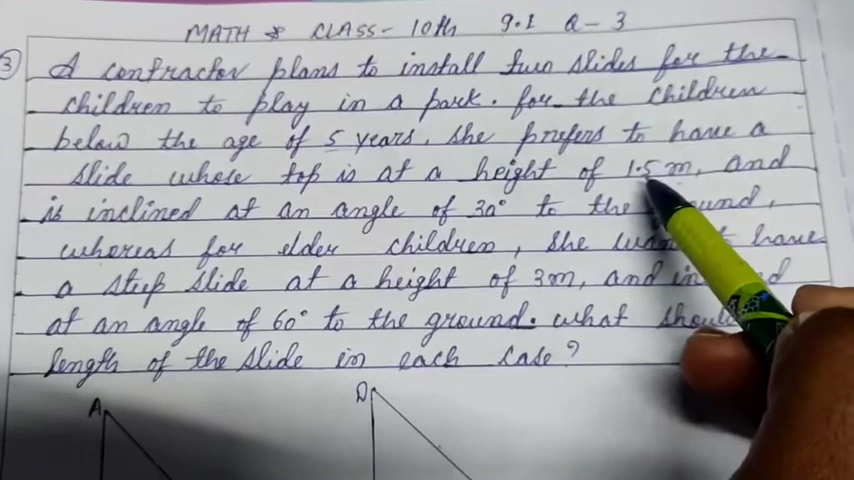 MATH & CLASS- 10th 9.1 Q-3
3 A contractor plans to install two slides for the
children to play in a park. for the children
below the age of 5 years, she prefers to have a
slide whose top is at a height of 1.5 m, and
is inclined at an angle of 30° to the ground,
whereas for elder children, she have
a steep slide at a height of 3m, and
at an angle of 60° to the ground. what
length of the slide in each case?
A D